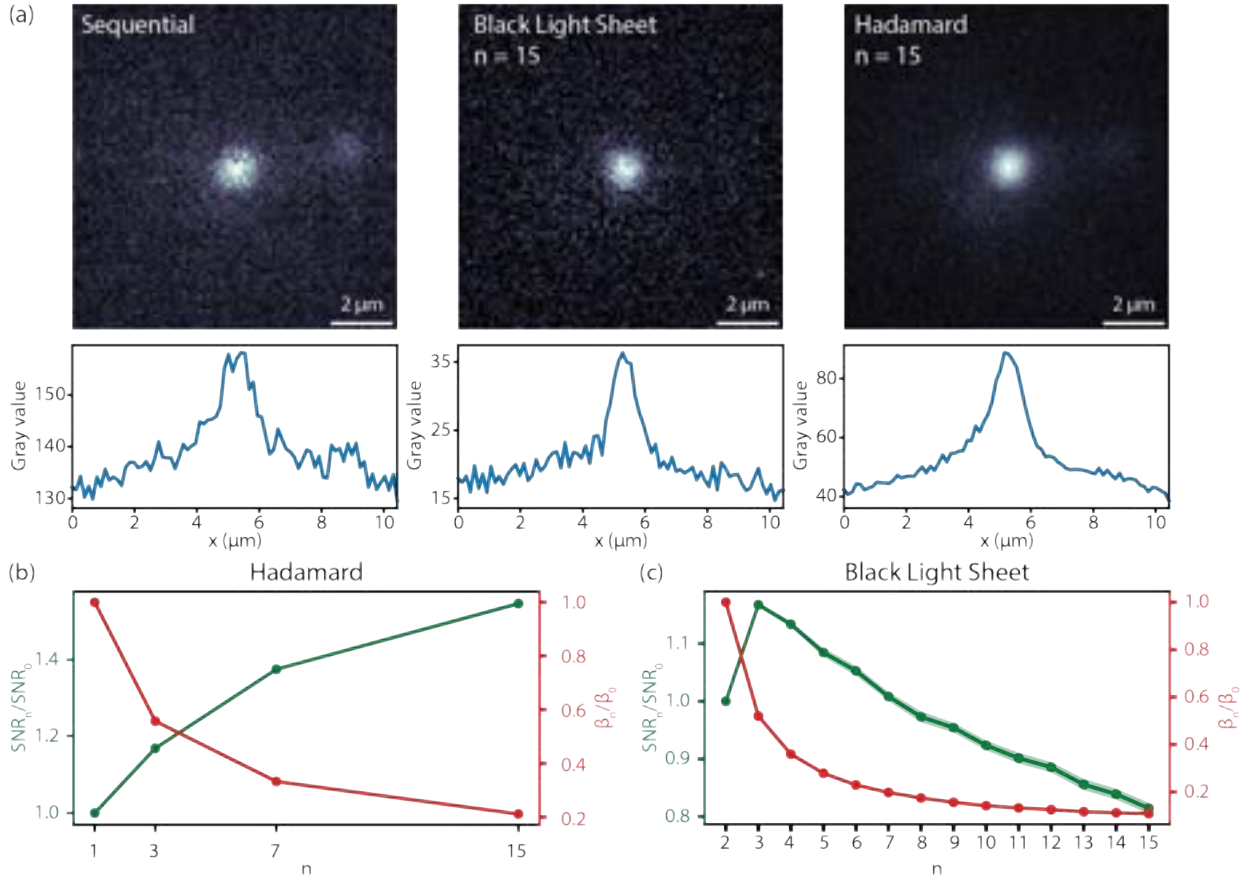 (a)
Sequential
2 μm
Black Light Sheet
n = 15
2 μm
Hadamard
n = 15
2 μm
Gray value
150
140
130
0 2 4 6 8 10
x (μm)
Gray value
35
25
15
0 2 4 6 8 10
x (μm)
Gray value
80
60
40
0 2 4 6 8 10
x (μm)
(b)
Hadamard
SNRₙ/SNR₀
1.4
1.2
1.0
βₙ/β₀
1.0
0.8
0.6
0.4
0.2
1 3 7 15
n
(c)
Black Light Sheet
SNRₙ/SNR₀
1.1
1.0
0.9
0.8
βₙ/β₀
1.0
0.8
0.6
0.4
0.2
2 3 4 5 6 7 8 9 10 11 12 13 14 15
n